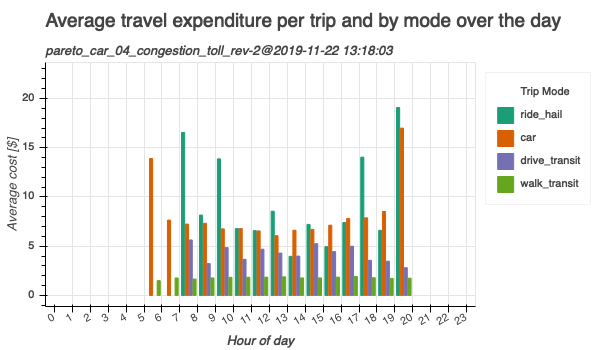 Average travel expenditure per trip and by mode over the day
pareto_car_04_congestion_toll_rev-2@2019-11-22 13:18:03
Average cost [$]
20
15
10
5
0
0 1 2 3 4 5 6 7 8 9 10 11 12 13 14 15 16 17 18 19 20 21 22 23
Hour of day
Trip Mode
ride_hail
car
drive_transit
walk_transit